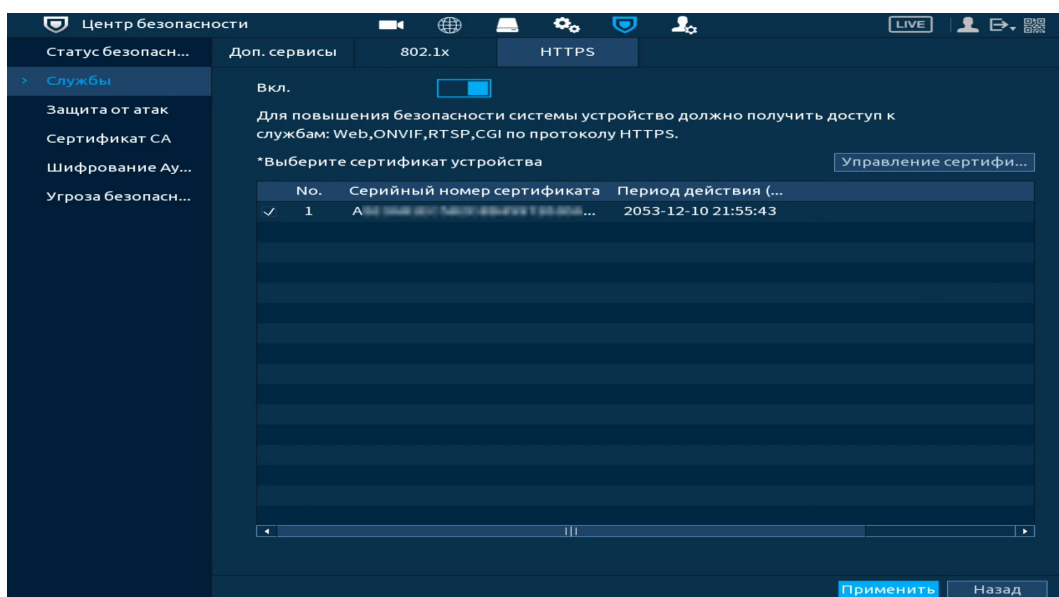 Центр безопасности
LIVE
Статус безопасн...
Доп. сервисы
802.1x
HTTPS
> Службы
Защита от атак
Сертификат CA
Шифрование Ау...
Угроза безопасн...
Вкл.
Для повышения безопасности системы устройство должно получить доступ к
службам: Web,ONVIF,RTSP,CGI по протоколу HTTPS.
*Выберите сертификат устройства
Управление сертифи...
No. Серийный номер сертификата Период действия (...
1 A ... 2053-12-10 21:55:43
Применить
Назад